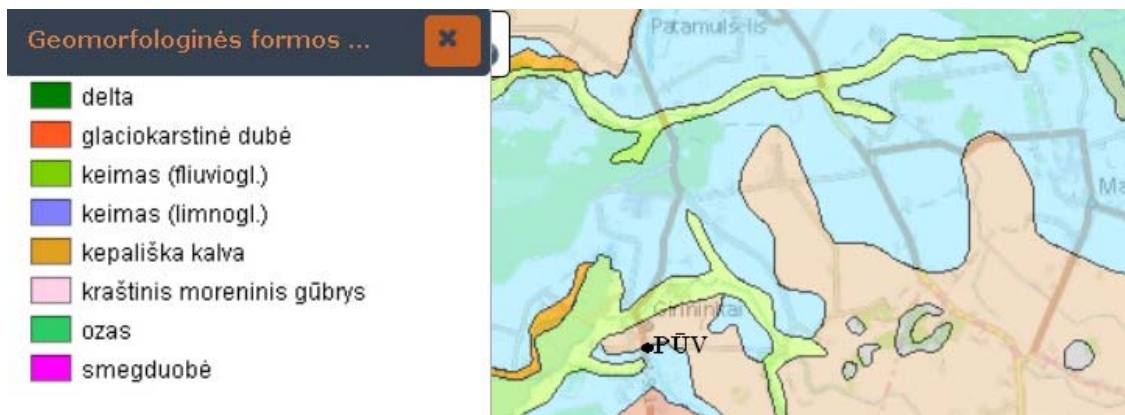 Geomorfologinės formos ...
delta
glaciokarstinė dubė
keimas (fliuviogl.)
keimas (limnogl.)
kepališka kalva
kraštinis moreninis gūbrys
ozas
smegduobė
Patamulšėlis
Ma
Girininkai
PŪV